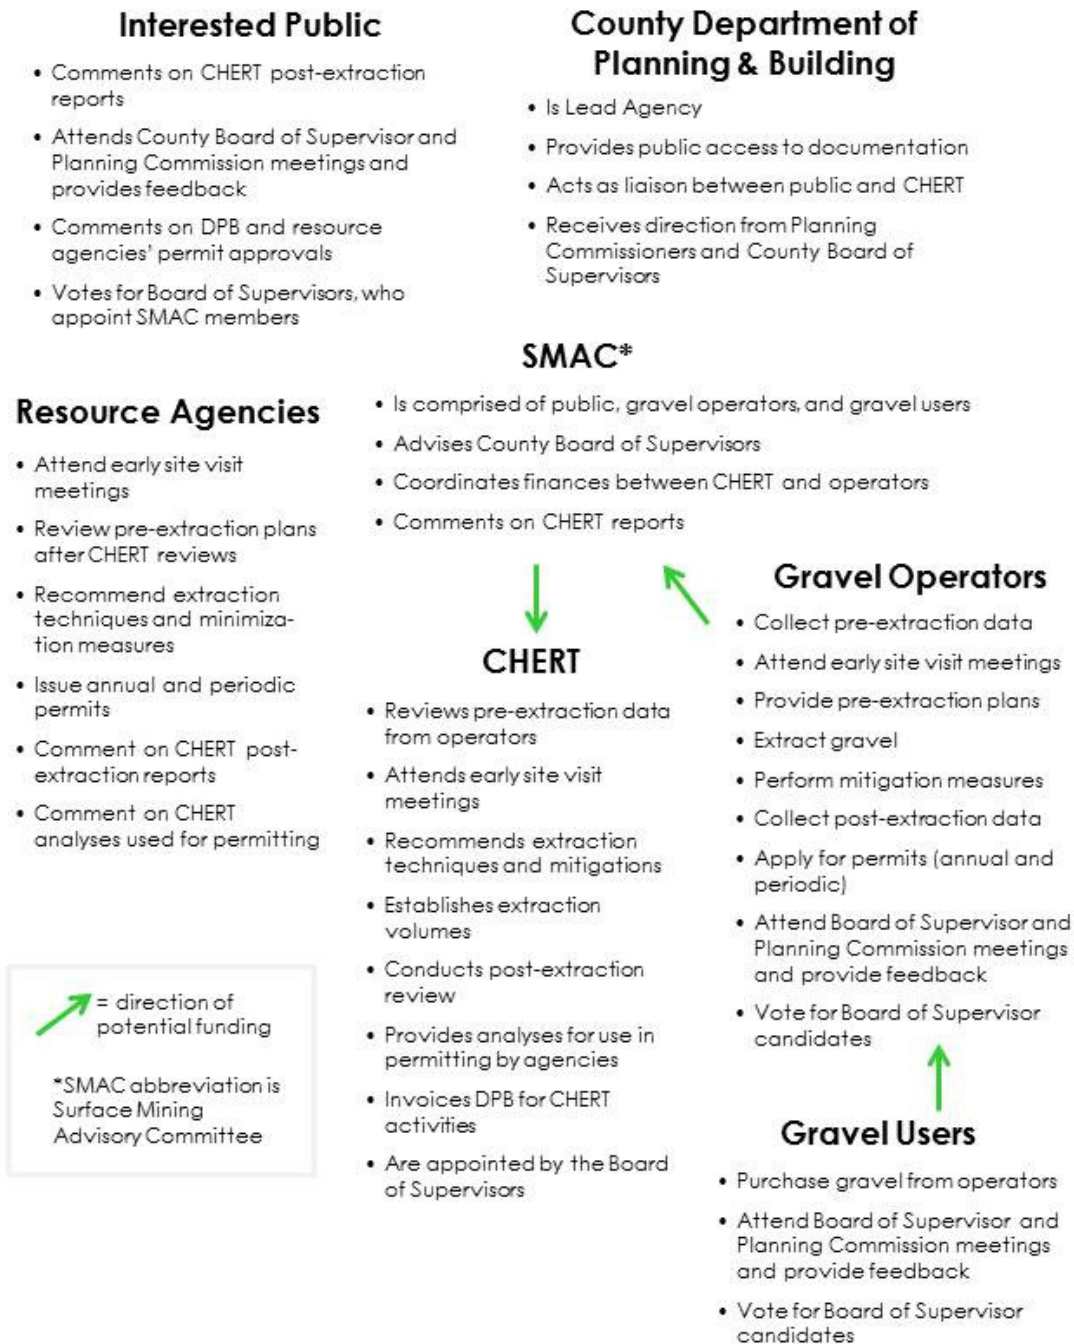 Interested Public
• Comments on CHERT post-extraction
reports
• Attends County Board of Supervisor and
Planning Commission meetings and
provides feedback
• Comments on DPB and resource
agencies' permit approvals
• Votes for Board of Supervisors, who
appoint SMAC members
County Department of
Planning & Building
• Is Lead Agency
• Provides public access to documentation
• Acts as liaison between public and CHERT
• Receives direction from Planning
Commissioners and County Board of
Supervisors
SMAC*
• Is comprised of public, gravel operators, and gravel users
• Advises County Board of Supervisors
• Coordinates finances between CHERT and operators
• Comments on CHERT reports
Resource Agencies
• Attend early site visit
meetings
• Review pre-extraction plans
after CHERT reviews
• Recommend extraction
techniques and minimiza-
tion measures
• Issue annual and periodic
permits
• Comment on CHERT post-
extraction reports
• Comment on CHERT
analyses used for permitting
CHERT
• Reviews pre-extraction data
from operators
• Attends early site visit
meetings
• Recommends extraction
techniques and mitigations
• Establishes extraction
volumes
• Conducts post-extraction
review
• Provides analyses for use in
permitting by agencies
• Invoices DPB for CHERT
activities
• Are appointed by the Board
of Supervisors
Gravel Operators
• Collect pre-extraction data
• Attend early site visit meetings
• Provide pre-extraction plans
• Extract gravel
• Perform mitigation measures
• Collect post-extraction data
• Apply for permits (annual and
periodic)
• Attend Board of Supervisor and
Planning Commission meetings
and provide feedback
• Vote for Board of Supervisor
candidates
Gravel Users
• Purchase gravel from operators
• Attend Board of Supervisor and
Planning Commission meetings
and provide feedback
• Vote for Board of Supervisor
candidates
= direction of
potential funding
*SMAC abbreviation is
Surface Mining
Advisory Committee